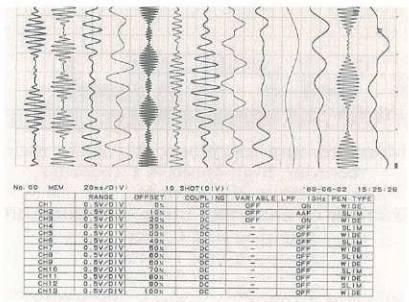 No. 00 MEM 20ms/DIV 10 SHOT(DIV) '89-06-02 15:25:28
RANGE OFFSET COUPLING VARIABLE LPF 1SHz PEN TYPE
CH1 0.5V/DIV 0% DC OFF ON WIDE
CH2 0.5V/DIV 10% DC OFF AAF SLIM
CH3 0.5V/DIV 20% DC OFF ON WIDE
CH4 0.5V/DIV 30% DC - OFF SLIM
CH5 0.5V/DIV DC - OFF WIDE
CH6 0.5V/DIV 40% DC - OFF SLIM
CH7 0.5V/DIV 50% DC - OFF WIDE
CH8 0.5V/DIV 60% DC - OFF SLIM
CH9 0.5V/DIV 60% DC - OFF WIDE
CH10 0.5V/DIV 70% DC - OFF SLIM
CH11 0.5V/DIV 80% DC - OFF WIDE
CH12 0.5V/DIV 90% DC - OFF SLIM
0.5V/DIV 100% DC - OFF WIDE